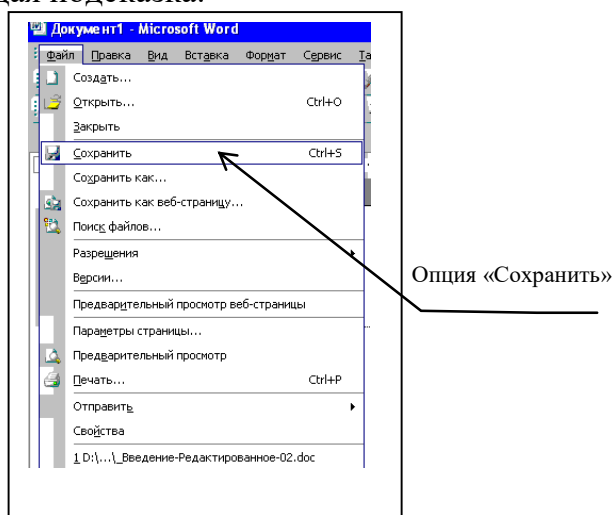 подсказка.
Документ1 - Microsoft Word
Файл Правка Вид Вставка Формат Сервис Та
Создать...
Открыть... Ctrl+O
Закрыть
Сохранить Ctrl+S
Сохранить как...
Сохранить как веб-страницу...
Поиск файлов...
Разрешения
Версии...
Опция «Сохранить»
Предварительный просмотр веб-страницы
Параметры страницы...
Предварительный просмотр
Печать... Ctrl+P
Отправить
Свойства
1 D:\...\_Введение-Редактированное-02.doc